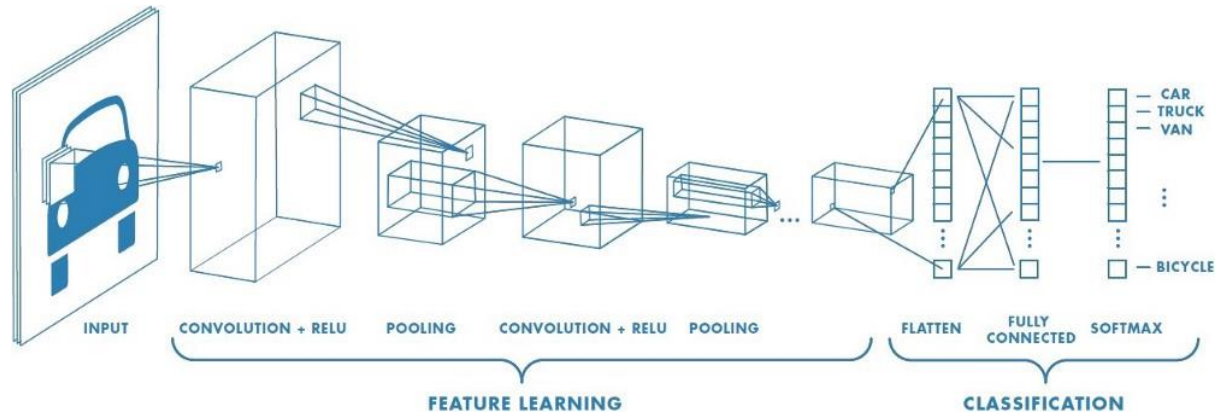 CAR
TRUCK
VAN
BICYCLE
INPUT
CONVOLUTION + RELU
POOLING
CONVOLUTION + RELU
POOLING
FLATTEN
FULLY
CONNECTED
SOFTMAX
FEATURE LEARNING
CLASSIFICATION